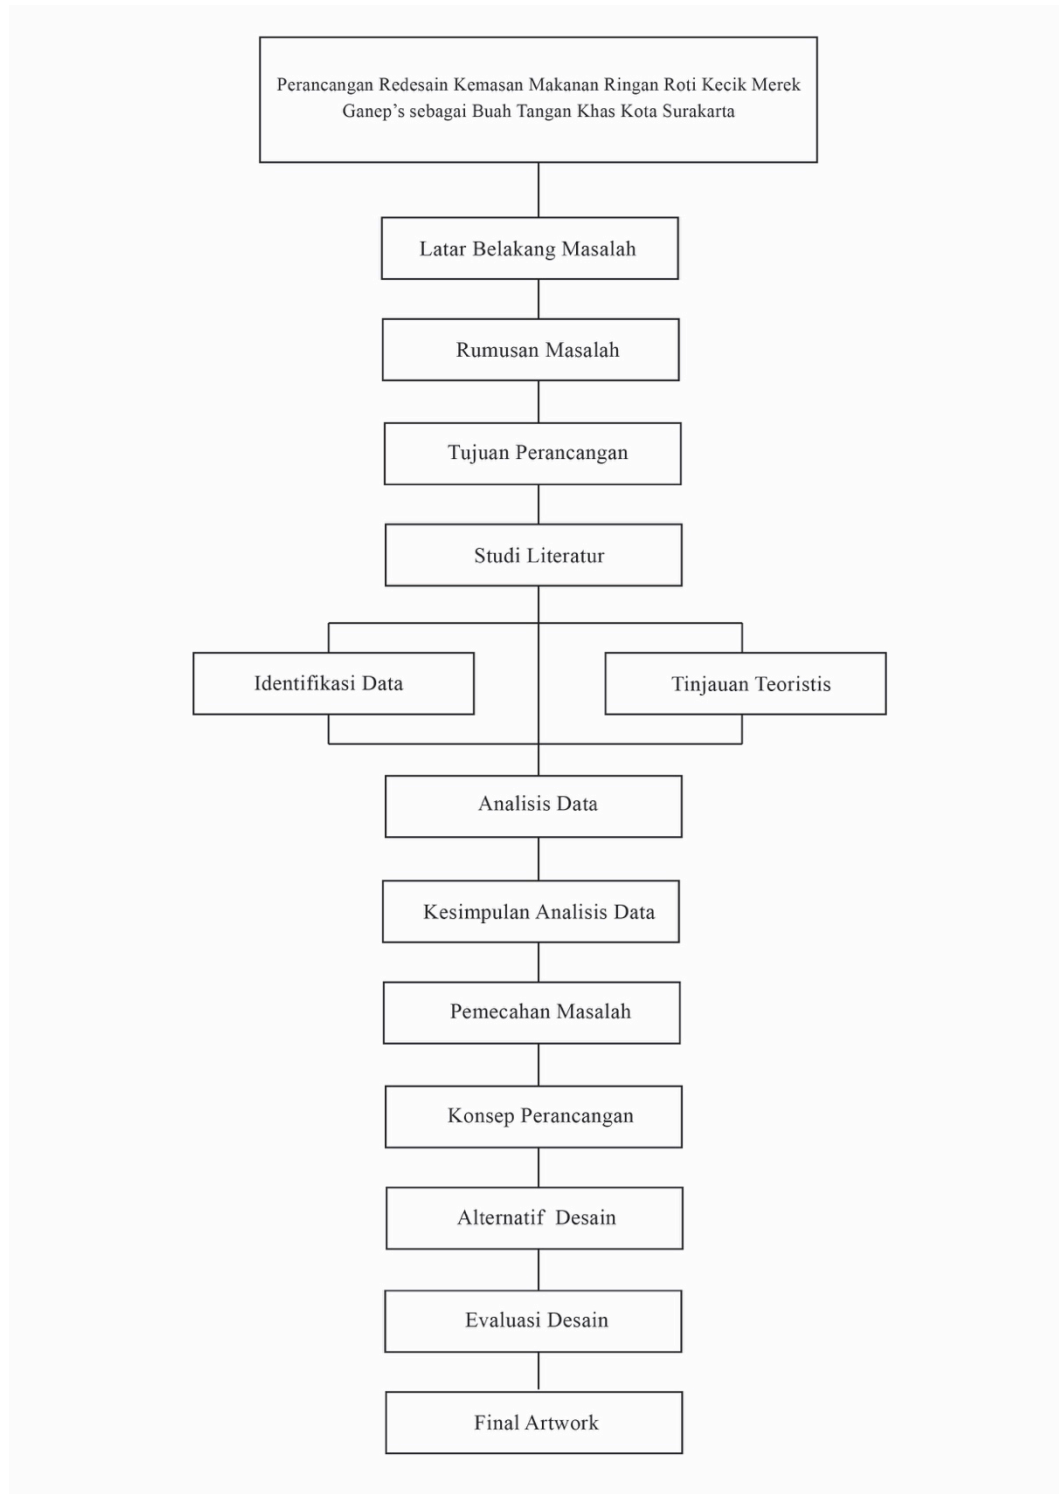 Perancangan Redesain Kemasan Makanan Ringan Roti Kecik Merek
Ganep’s sebagai Buah Tangan Khas Kota Surakarta
Latar Belakang Masalah
Rumusan Masalah
Tujuan Perancangan
Studi Literatur
Identifikasi Data
Tinjauan Teoristis
Analisis Data
Kesimpulan Analisis Data
Pemecahan Masalah
Konsep Perancangan
Alternatif Desain
Evaluasi Desain
Final Artwork